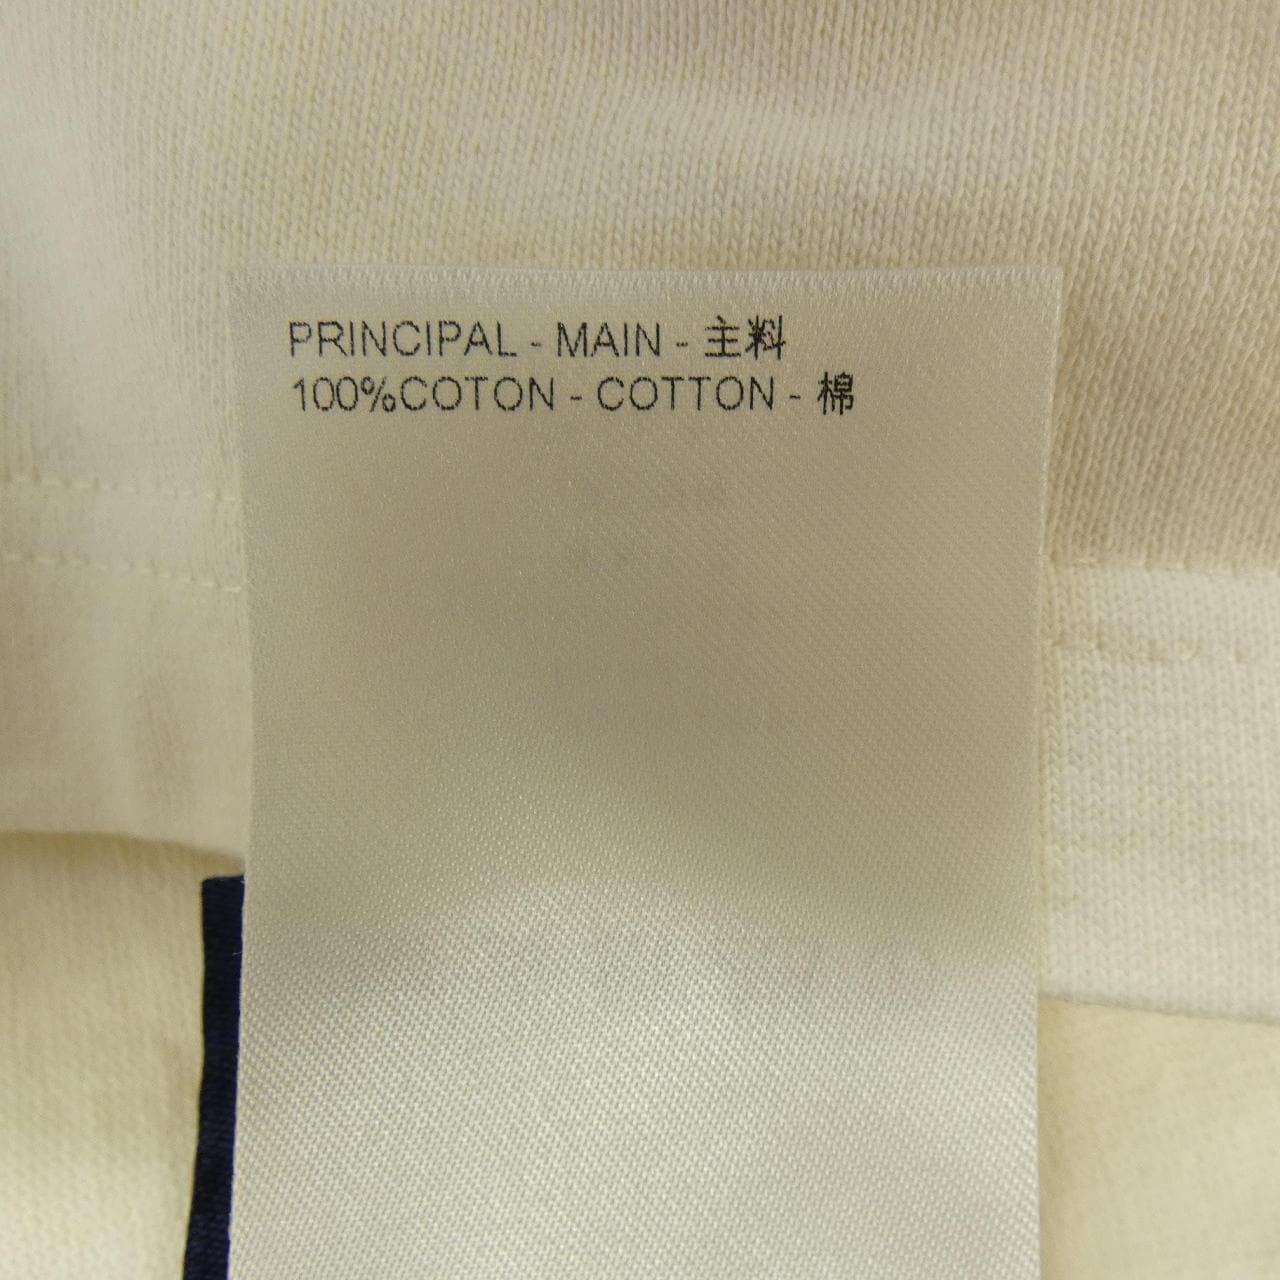 PRINCIPAL - MAIN - 主料
100%COTON - COTTON - 棉